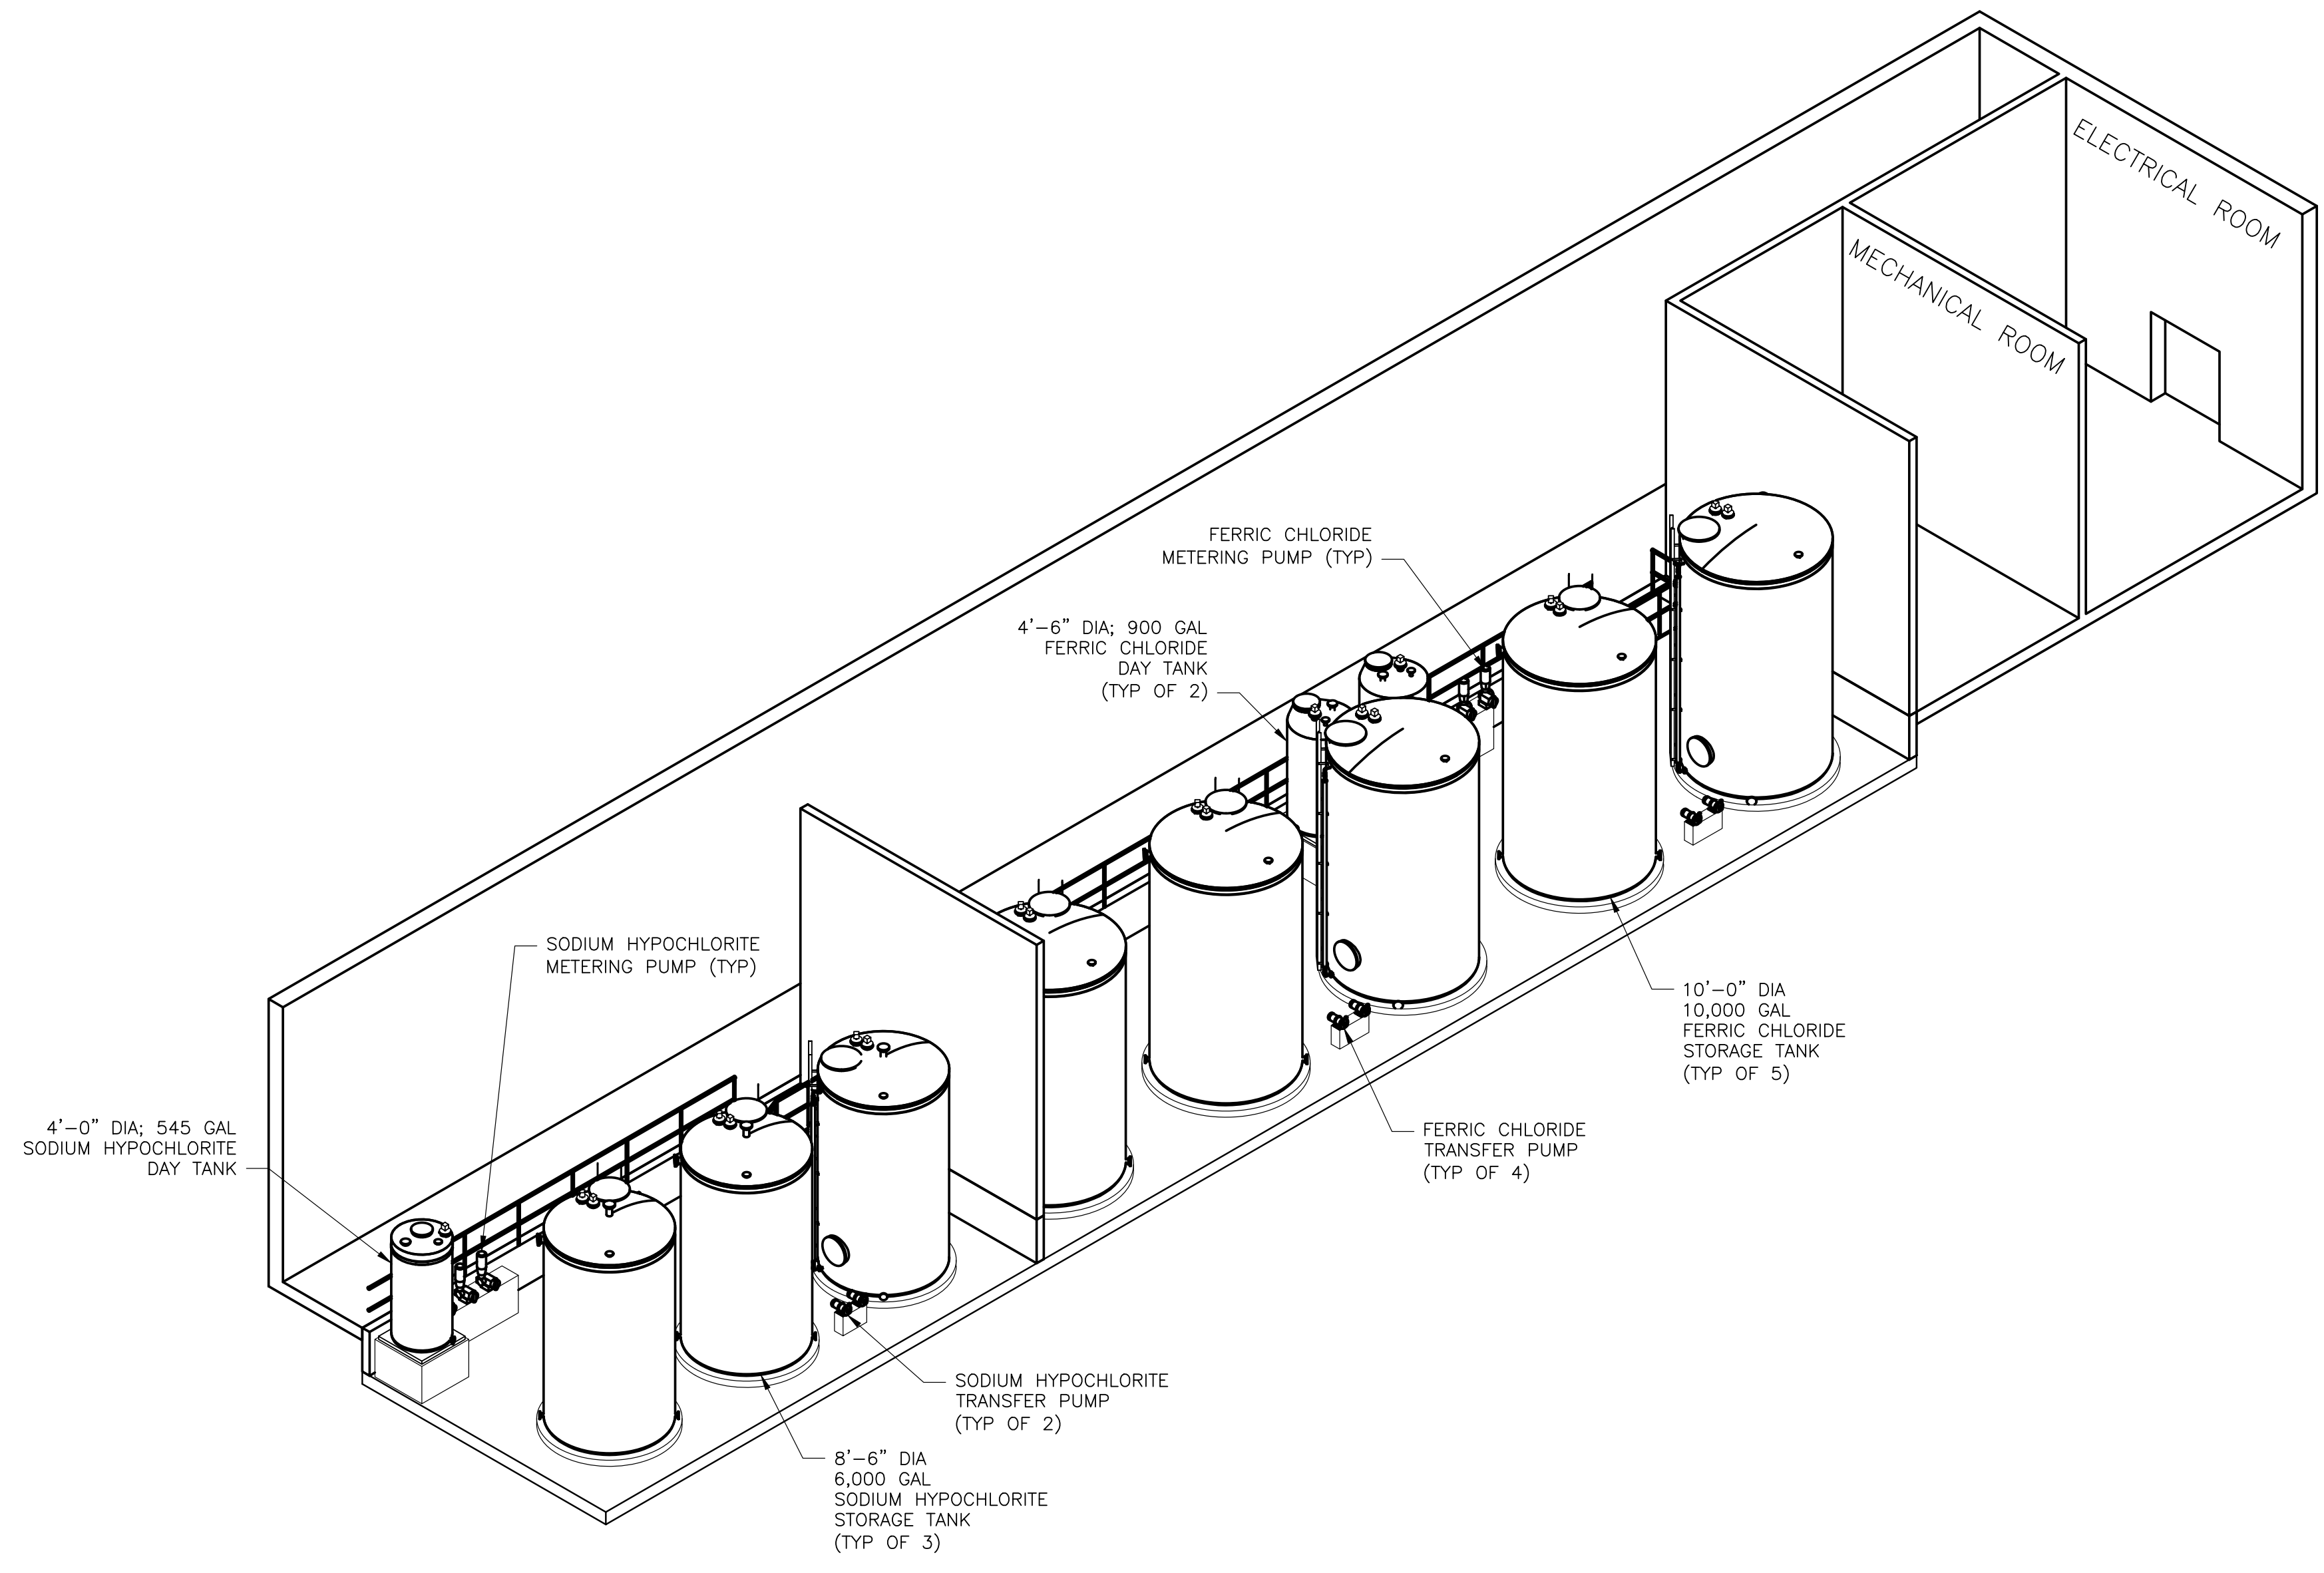 ELECTRICAL ROOM
MECHANICAL ROOM
FERRIC CHLORIDE
METERING PUMP (TYP)
4'-6" DIA; 900 GAL
FERRIC CHLORIDE
DAY TANK
(TYP OF 2)
SODIUM HYPOCHLORITE
METERING PUMP (TYP)
10'-0" DIA
10,000 GAL
FERRIC CHLORIDE
STORAGE TANK
(TYP OF 5)
4'-0" DIA; 545 GAL
SODIUM HYPOCHLORITE
DAY TANK
FERRIC CHLORIDE
TRANSFER PUMP
(TYP OF 4)
SODIUM HYPOCHLORITE
TRANSFER PUMP
(TYP OF 2)
8'-6" DIA
6,000 GAL
SODIUM HYPOCHLORITE
STORAGE TANK
(TYP OF 3)